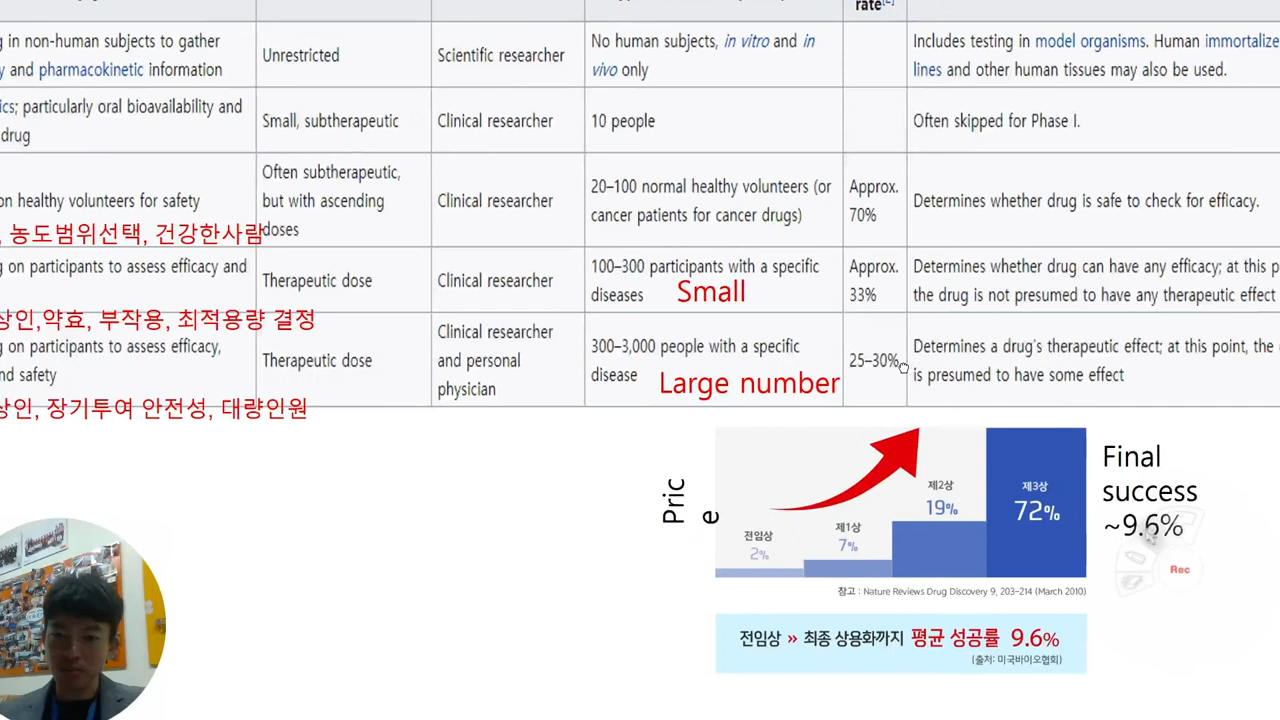 rate[2]
g in non-human subjects to gather
y and pharmacokinetic information
Unrestricted
Scientific researcher
No human subjects, in vitro and in
vivo only
Includes testing in model organisms. Human immortalize
lines and other human tissues may also be used.
ics; particularly oral bioavailability and
drug
Small, subtherapeutic
Clinical researcher
10 people
Often skipped for Phase I.
on healthy volunteers for safety
, 농도범위선택, 건강한사람
Often subtherapeutic,
but with ascending
doses
Clinical researcher
20–100 normal healthy volunteers (or
cancer patients for cancer drugs)
Approx.
70%
Determines whether drug is safe to check for efficacy.
g on participants to assess efficacy and
상인,약효, 부작용, 최적용량 결정
Therapeutic dose
Clinical researcher
100–300 participants with a specific
diseases
Small
Approx.
33%
Determines whether drug can have any efficacy; at this p
the drug is not presumed to have any therapeutic effect
g on participants to assess efficacy,
nd safety
상인, 장기투여 안전성, 대량인원
Therapeutic dose
Clinical researcher
and personal
physician
300–3,000 people with a specific
disease
Large number
25–30%
Determines a drug's therapeutic effect; at this point, the
is presumed to have some effect
Pric
e
전임상
2%
제1상
7%
제2상
19%
제3상
72%
Final
success
~9.6%
Rec
참고 : Nature Reviews Drug Discovery 9, 203-214 (March 2010)
전임상 » 최종 상용화까지 평균 성공률 9.6%
(출처: 미국바이오협회)